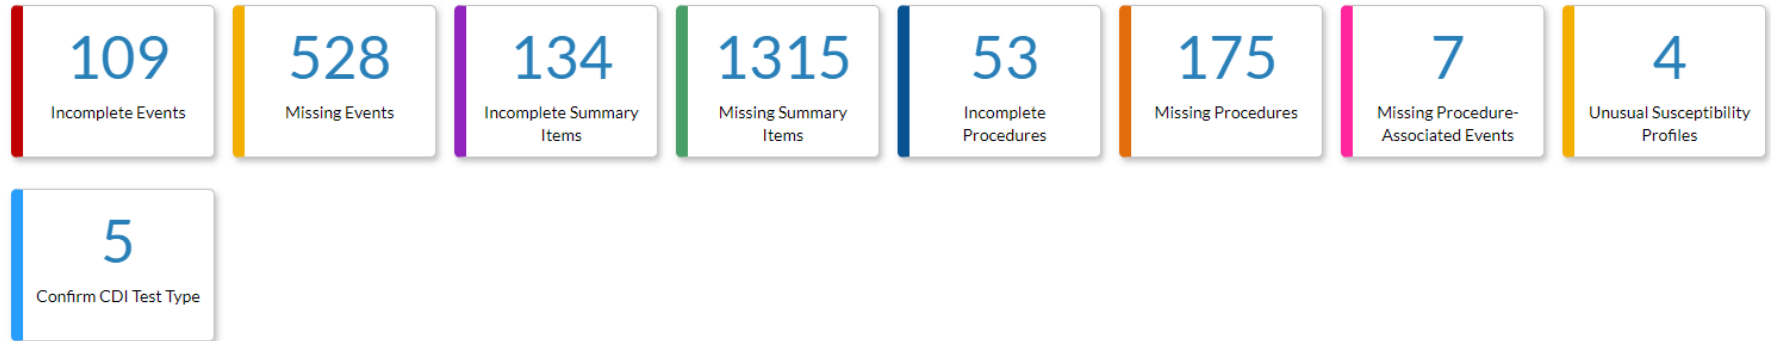 109
Incomplete Events
528
Missing Events
134
Incomplete Summary
Items
1315
Missing Summary
Items
53
Incomplete
Procedures
175
Missing Procedures
7
Missing Procedure-
Associated Events
4
Unusual Susceptibility
Profiles
5
Confirm CDI Test Type